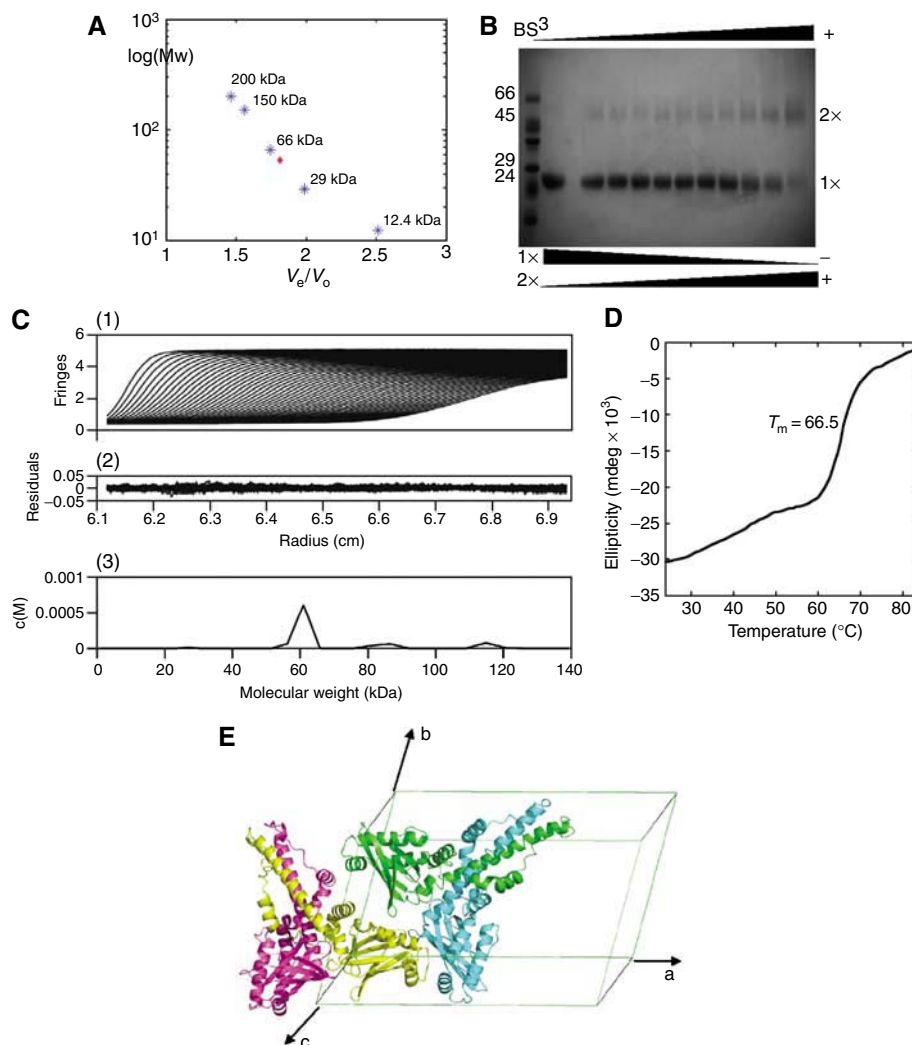 A
10³
log(Mw)
200 kDa
150 kDa
10²
66 kDa
29 kDa
12.4 kDa
10¹
1 1.5 2 2.5 3
Ve/Vo
B
BS³ +
66
45 2×
29
24 1×
1× −
2× +
C
(1)
6
4
2
0
Fringes
(2)
0.05
0
−0.05
Residuals
6.1 6.2 6.3 6.4 6.5 6.6 6.7 6.8 6.9
Radius (cm)
(3)
0.001
0.0005
0
c(M)
0 20 40 60 80 100 120 140
Molecular weight (kDa)
D
0
−5
−10
−15
−20
−25
−30
−35
Ellipticity (mdeg × 10³)
Tm = 66.5
30 40 50 60 70 80
Temperature (°C)
E
b
a
c